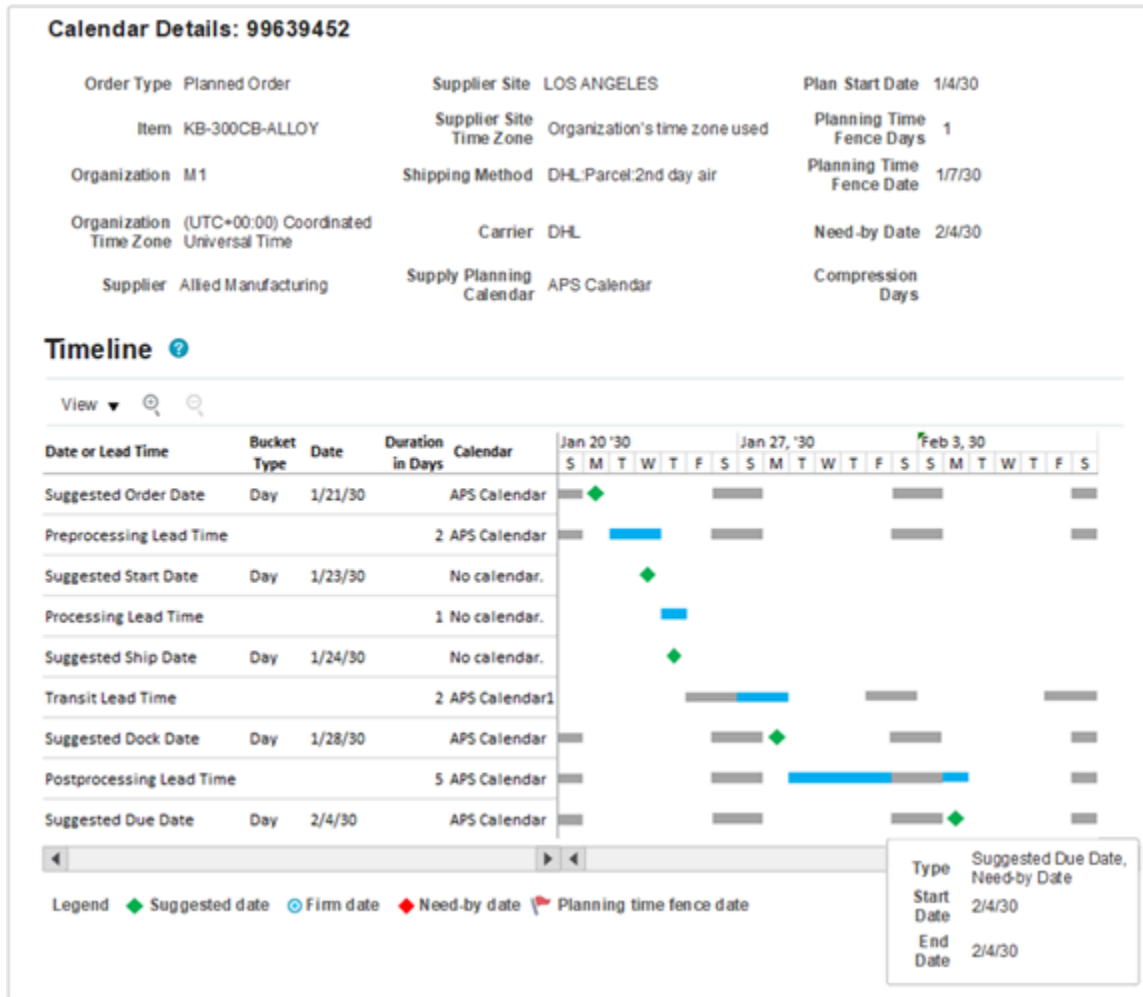 Calendar Details: 99639452
Order Type Planned Order Supplier Site LOS ANGELES Plan Start Date 1/4/30
Item KB-300CB-ALLOY Supplier Site Time Zone Organization's time zone used Planning Time Fence Days 1
Organization M1 Shipping Method DHL:Parcel:2nd day air Planning Time Fence Date 1/7/30
Organization Time Zone (UTC+00:00) Coordinated Universal Time Carrier DHL Need-by Date 2/4/30
Supplier Allied Manufacturing Supply Planning Calendar APS Calendar Compression Days
Timeline ?
View
Date or Lead Time Bucket Type Date Duration in Days Calendar Jan 20 '30 Jan 27, '30 Feb 3, 30
S M T W T F S S M T W T F S S M T W T F S
Suggested Order Date Day 1/21/30 APS Calendar
Preprocessing Lead Time 2 APS Calendar
Suggested Start Date Day 1/23/30 No calendar.
Processing Lead Time 1 No calendar.
Suggested Ship Date Day 1/24/30 No calendar.
Transit Lead Time 2 APS Calendar1
Suggested Dock Date Day 1/28/30 APS Calendar
Postprocessing Lead Time 5 APS Calendar
Suggested Due Date Day 2/4/30 APS Calendar
Legend Suggested date Firm date Need-by date Planning time fence date
Type Suggested Due Date, Need-by Date
Start Date 2/4/30
End Date 2/4/30